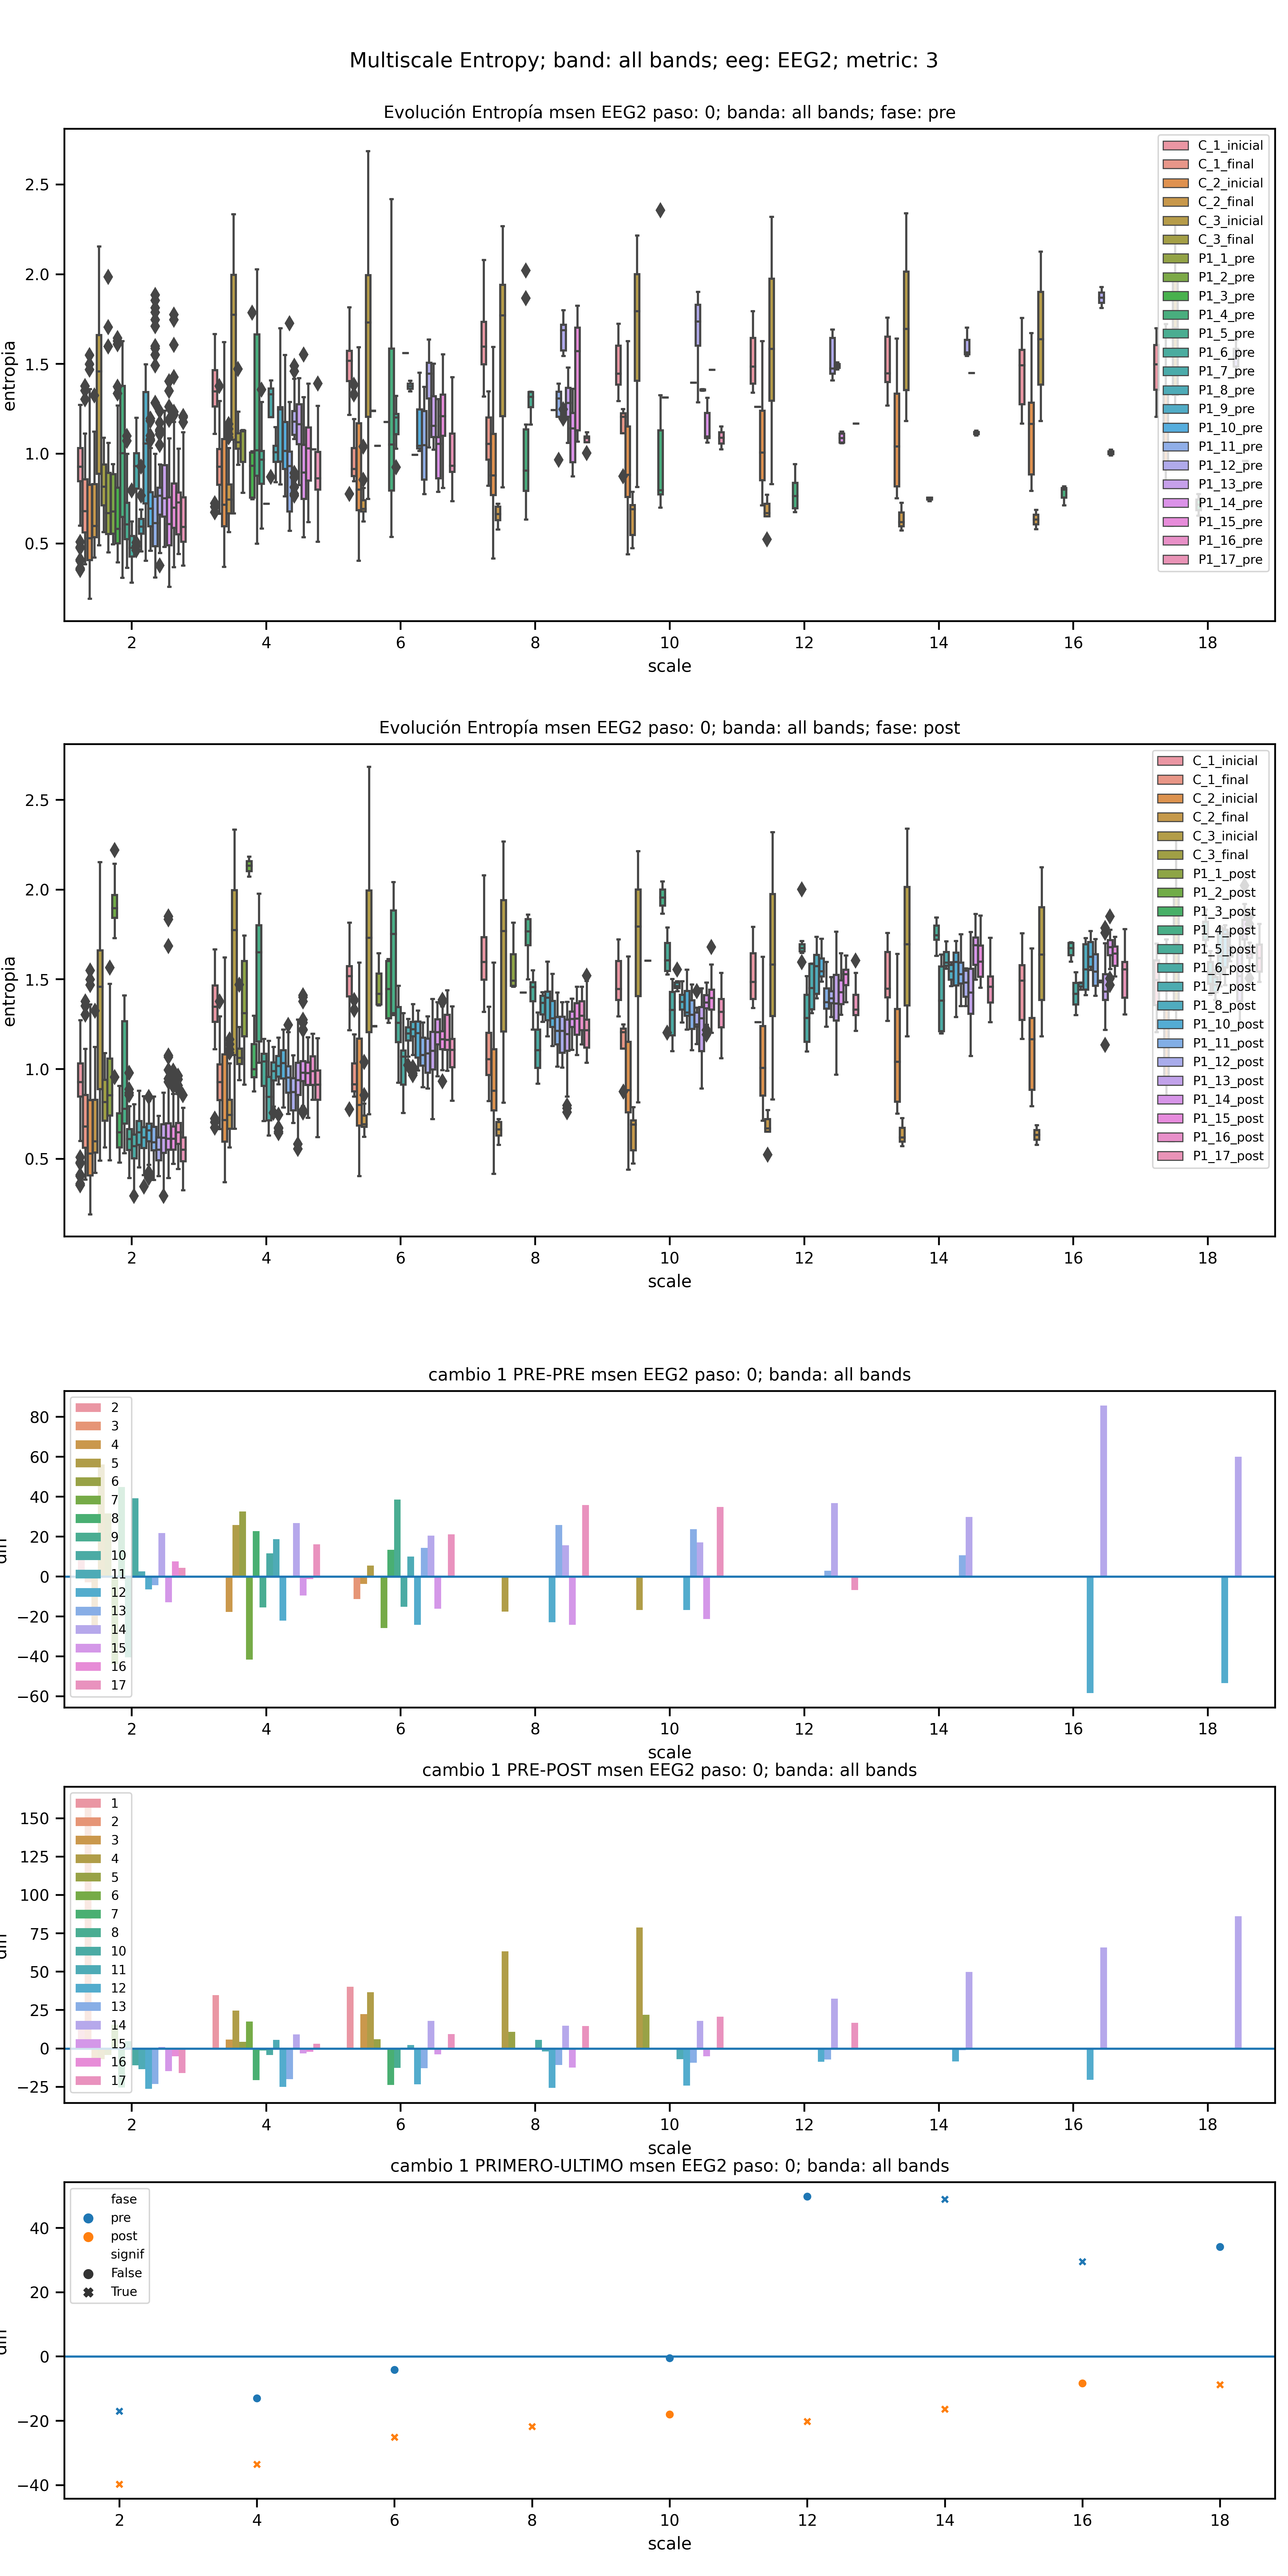 Multiscale Entropy; band: all bands; eeg: EEG2; metric: 3
Evolución Entropía msen EEG2 paso: 0; banda: all bands; fase: pre
entropia
2.5
2.0
1.5
1.0
0.5
C_1_inicial
C_1_final
C_2_inicial
C_2_final
C_3_inicial
C_3_final
P1_1_pre
P1_2_pre
P1_3_pre
P1_4_pre
P1_5_pre
P1_6_pre
P1_7_pre
P1_8_pre
P1_9_pre
P1_10_pre
P1_11_pre
P1_12_pre
P1_13_pre
P1_14_pre
P1_15_pre
P1_16_pre
P1_17_pre
2 4 6 8 10 12 14 16 18
scale
Evolución Entropía msen EEG2 paso: 0; banda: all bands; fase: post
entropia
2.5
2.0
1.5
1.0
0.5
C_1_inicial
C_1_final
C_2_inicial
C_2_final
C_3_inicial
C_3_final
P1_1_post
P1_2_post
P1_3_post
P1_4_post
P1_5_post
P1_6_post
P1_7_post
P1_8_post
P1_10_post
P1_11_post
P1_12_post
P1_13_post
P1_14_post
P1_15_post
P1_16_post
P1_17_post
2 4 6 8 10 12 14 16 18
scale
cambio 1 PRE-PRE msen EEG2 paso: 0; banda: all bands
80
60
40
20
0
−20
−40
−60
2
3
4
5
6
7
8
9
10
11
12
13
14
15
16
17
2 4 6 8 10 12 14 16 18
scale
cambio 1 PRE-POST msen EEG2 paso: 0; banda: all bands
150
125
100
75
50
25
0
−25
1
2
3
4
5
6
7
8
10
11
12
13
14
15
16
17
2 4 6 8 10 12 14 16 18
scale
cambio 1 PRIMERO-ULTIMO msen EEG2 paso: 0; banda: all bands
40
20
0
−20
−40
fase
pre
post
signif
False
True
2 4 6 8 10 12 14 16 18
scale